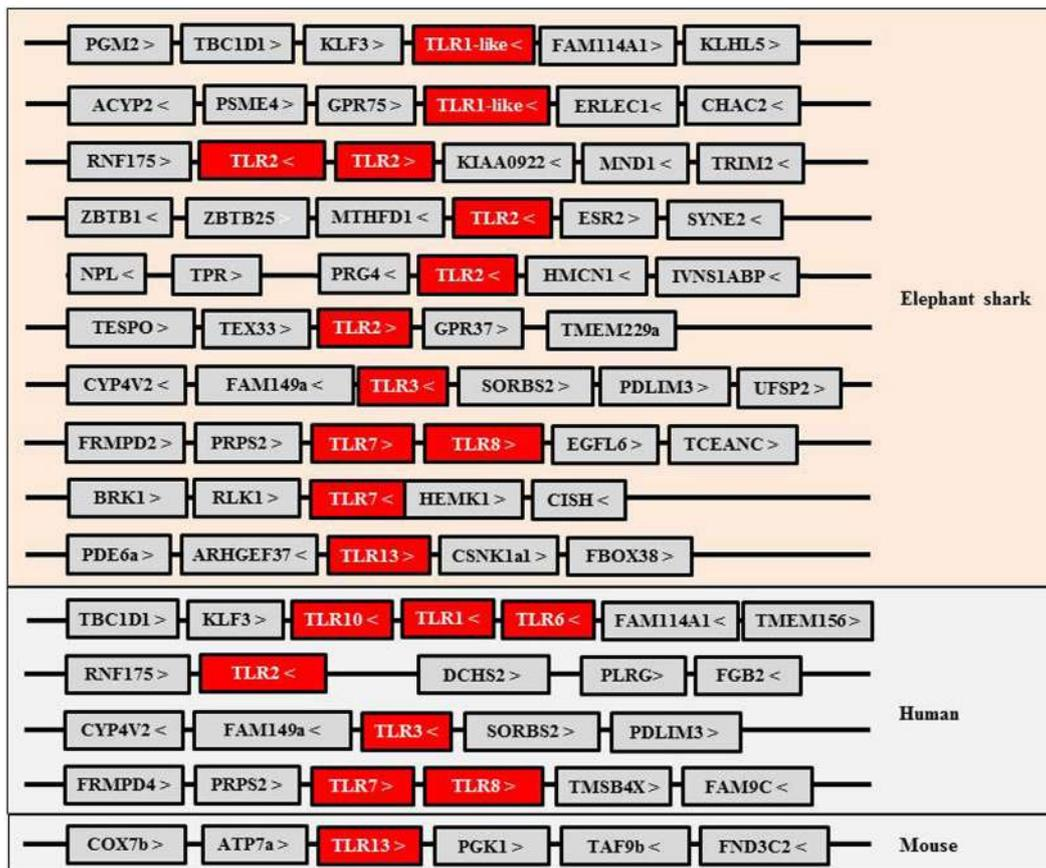 PGM2 > TBC1D1> KLF3 > TLR1-like < FAM114A1> KLHL5 >
ACYP2 < PSME4 > GPR75 > TLR1-like < ERLEC1< CHAC2 <
RNF175 > TLR2 < TLR2 > KIAA0922 < MND1 > TRIM2 <
ZBTB1 < ZBTB25 > MTHFD1 < TLR2 < ESR2 > SYNE2 <
NPL < TPR > PRG4 < TLR2 < HMCN1 < IVNS1ABP <
Elephant shark
TESPO > TEX33 > TLR2 > GPR37 > TMEM229a
CYP4V2 < FAM149a < TLR3 < SORBS2 > PDLIM3 > UFSP2 >
FRMPD2 > PRPS2 > TLR7 > TLR8 > EGFL6 > TCEANC >
BRK1 > RLK1 > TLR7 < HEMK1 > CISH <
PDE6a > ARHGEF37 < TLR13 > CSNK1a1 > FBOX38 >
TBC1D1 > KLF3 > TLR10 < TLR1 < TLR6 < FAM114A1 < TMEM156>
RNF175 > TLR2 < DCHS2 > PLRG> FGB2 <
Human
CYP4V2 < FAM149a < TLR3 < SORBS2 > PDLIM3 >
FRMPD4 > PRPS2 > TLR7 > TLR8 > TMSB4X > FAM9C <
COX7b > ATP7a > TLR13 > PGK1 > TAF9b < FND3C2 < Mouse